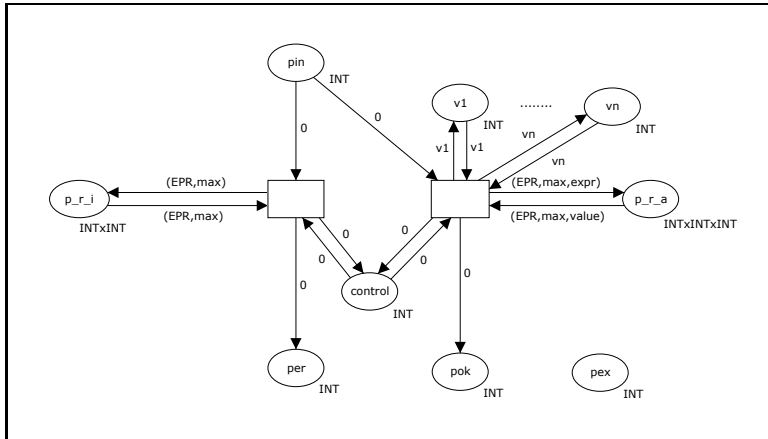 pin
INT
v1
INT
........
vn
INT
0
0
v1
v1
vn
vn
p_r_i
INTxINT
(EPR,max)
(EPR,max)
(EPR,max,expr)
(EPR,max,value)
p_r_a
INTxINTxINT
0
0
0
0
control
INT
0
0
per
INT
pok
INT
pex
INT